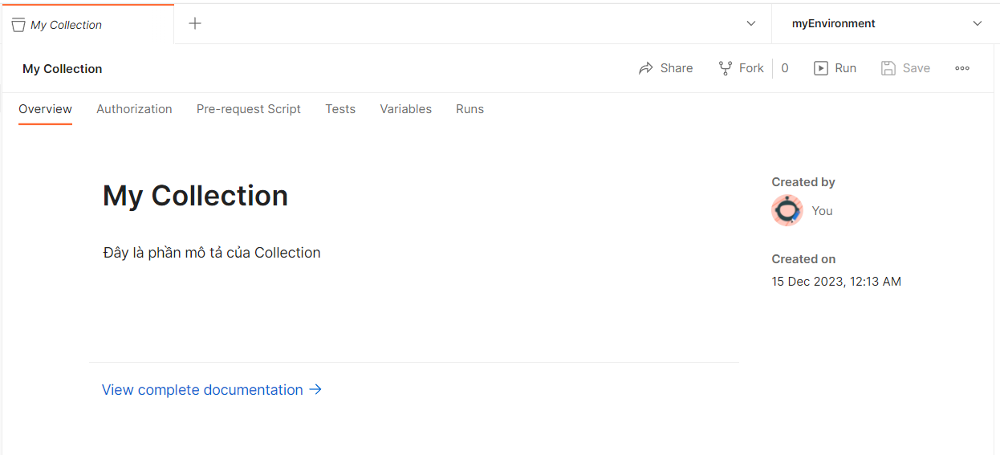 My Collection
myEnvironment
My Collection
Share
Fork
0
Run
Save
Overview
Authorization
Pre-request Script
Tests
Variables
Runs
My Collection
Đây là phần mô tả của Collection
View complete documentation →
Created by
You
Created on
15 Dec 2023, 12:13 AM